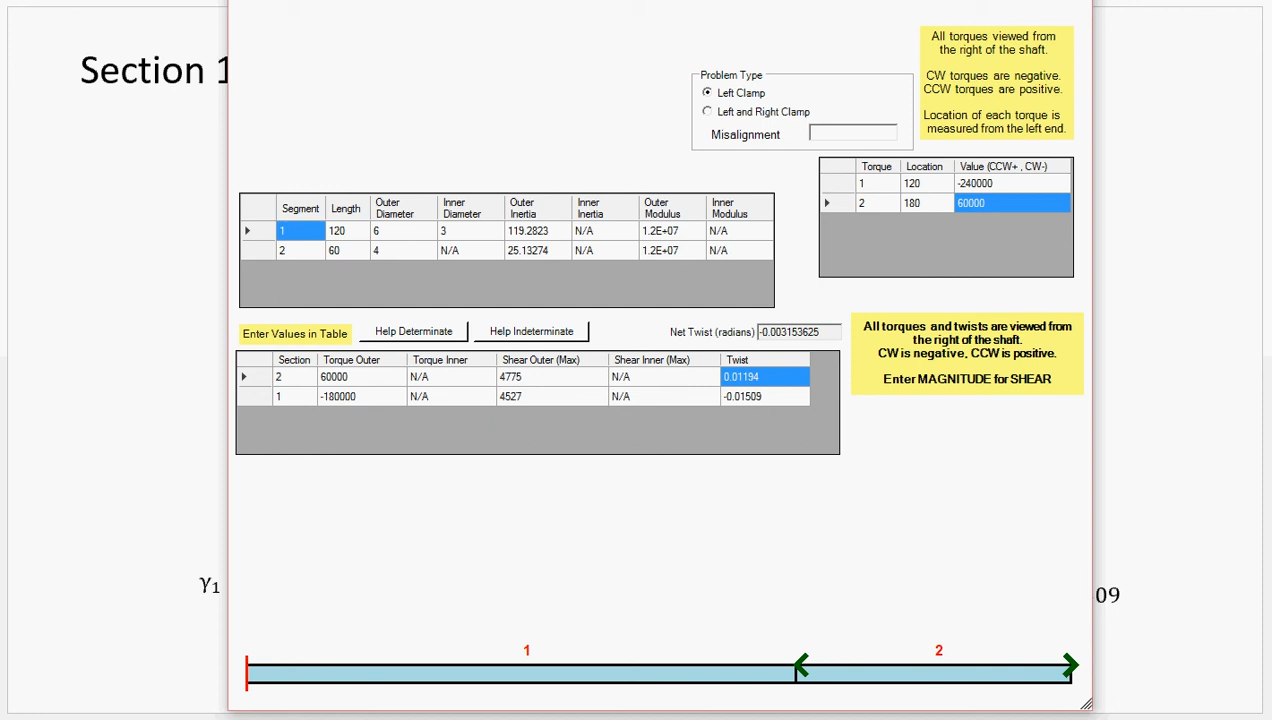 Section 1
All torques viewed from
the right of the shaft.
CW torques are negative.
CCW torques are positive.
Location of each torque is
measured from the left end.
Problem Type
Left Clamp
Left and Right Clamp
Misalignment
Torque Location Value (CCW+ , CW-)
1 120 -240000
2 180 60000
Segment Length Outer Diameter Inner Diameter Outer Inertia Inner Inertia Outer Modulus Inner Modulus
1 120 6 3 119.2823 N/A 1.2E+07 N/A
2 60 4 N/A 25.13274 N/A 1.2E+07 N/A
Enter Values in Table Help Determinate Help Indeterminate Net Twist (radians) -0.003153625
All torques and twists are viewed from
the right of the shaft.
CW is negative, CCW is positive.
Enter MAGNITUDE for SHEAR
Section Torque Outer Torque Inner Shear Outer (Max) Shear Inner (Max) Twist
2 60000 N/A 4775 N/A 0.01194
1 -180000 N/A 4527 N/A -0.01509
γ1
09
1 2